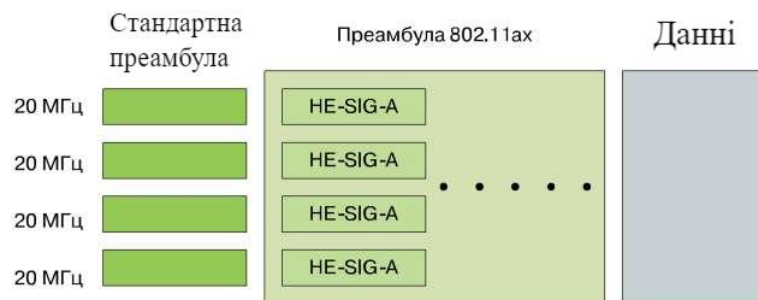 Стандартна
преамбула
Преамбула 802.11ax
Данні
20 МГц
HE-SIG-A
20 МГц
HE-SIG-A
20 МГц
HE-SIG-A
20 МГц
HE-SIG-A